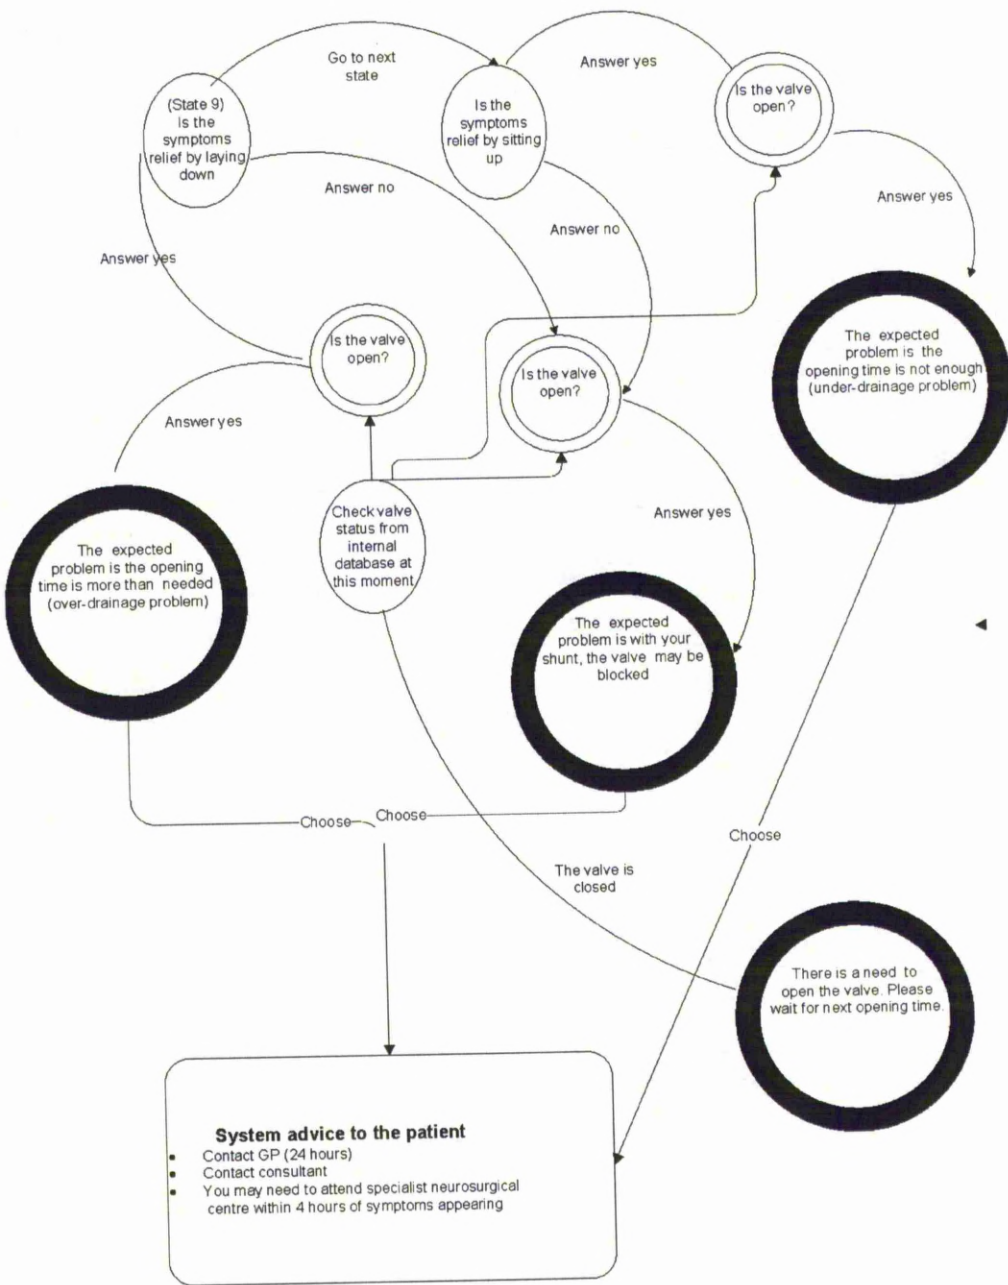 Go to next
state
Answer yes
(State 9)
Is the
symptoms
relief by laying
down
Is the
symptoms
relief by sitting
up
Is the valve
open?
Answer no
Answer yes
Answer no
Answer yes
Is the valve
open?
Is the valve
open?
The expected
problem is the
opening time is not enough
(under-drainage problem)
Answer yes
Check valve
status from
internal
database at
this moment
Answer yes
The expected
problem is the opening
time is more than needed
(over-drainage problem)
The expected
problem is with your
shunt, the valve may be
blocked
Choose
Choose
Choose
The valve is
closed
There is a need to
open the valve. Please
wait for next opening time.
System advice to the patient
• Contact GP (24 hours)
• Contact consultant
• You may need to attend specialist neurosurgical
centre within 4 hours of symptoms appearing